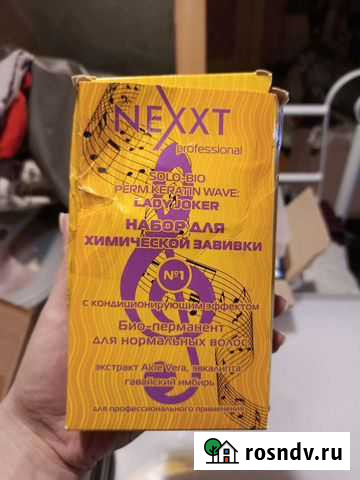 NEXXT
professional
SOLO-BIO
PERM.KERATIN WAVE:
LADY JOKER
НАБОР ДЛЯ
ХИМИЧЕСКОЙ ЗАВИВКИ
№1
С КОНДИЦИОНИРУЮЩИМ ЭФФЕКТОМ
Био-перманент
для нормальных волос
экстракт Aloe Vera, эвкалипта,
гавайский имбирь
для профессионального применения
rosndv.ru